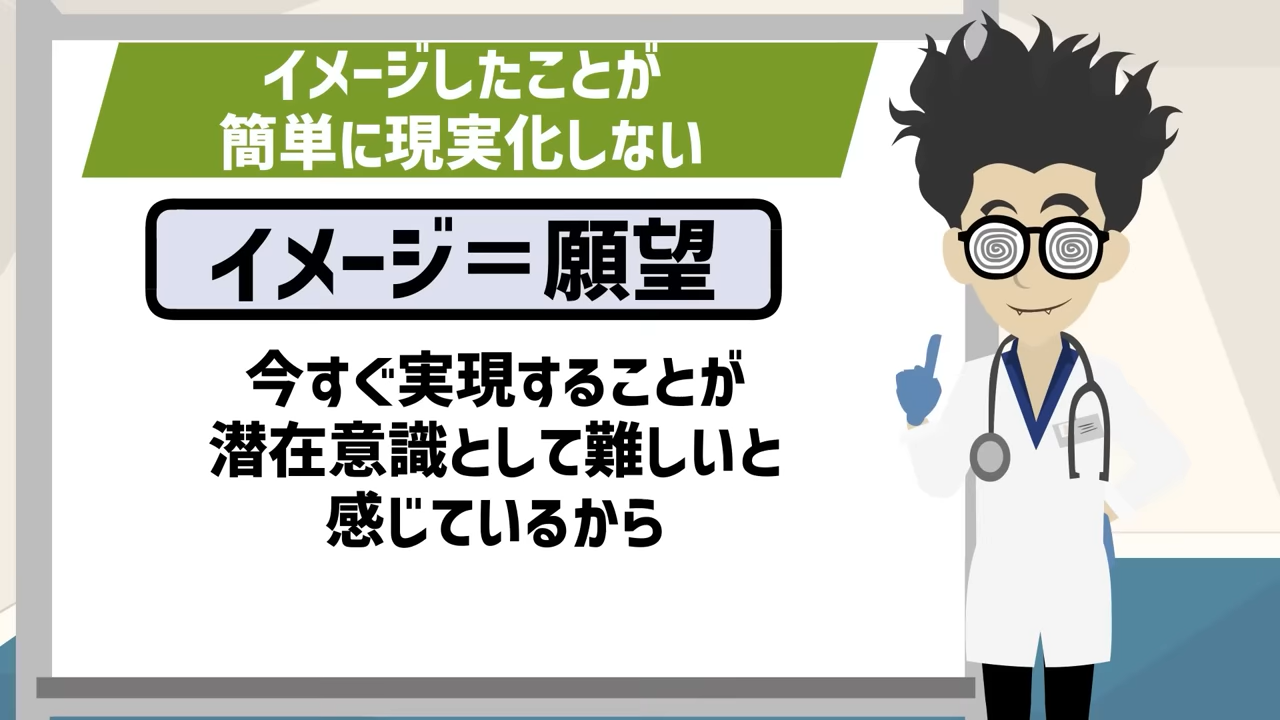 イメージしたことが
簡単に現実化しない
イメージ＝願望
今すぐ実現することが
潜在意識として難しいと
感じているから